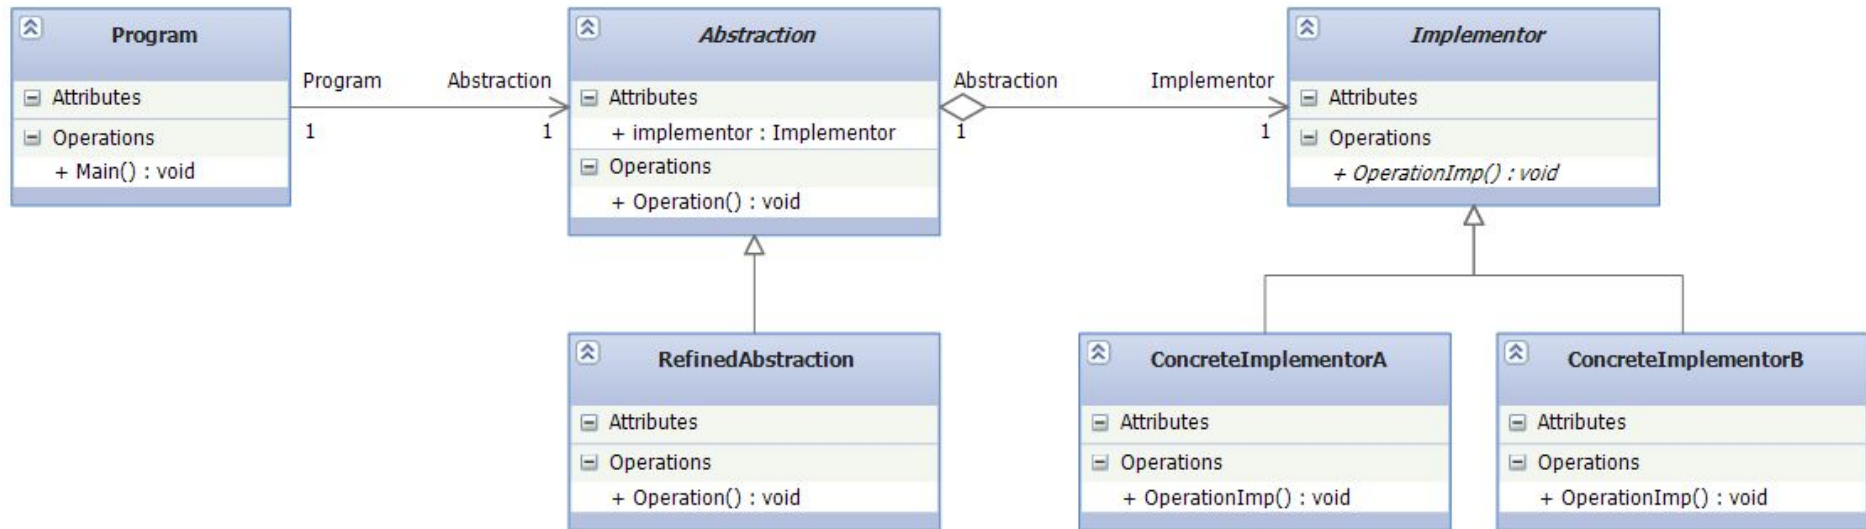 Program
Attributes
Operations
+ Main() : void
Program
Abstraction
1
1
Abstraction
Attributes
+ implementor : Implementor
Operations
+ Operation() : void
Abstraction
Implementor
1
1
Implementor
Attributes
Operations
+ OperationImp() : void
RefinedAbstraction
Attributes
Operations
+ Operation() : void
ConcreteImplementorA
Attributes
Operations
+ OperationImp() : void
ConcreteImplementorB
Attributes
Operations
+ OperationImp() : void